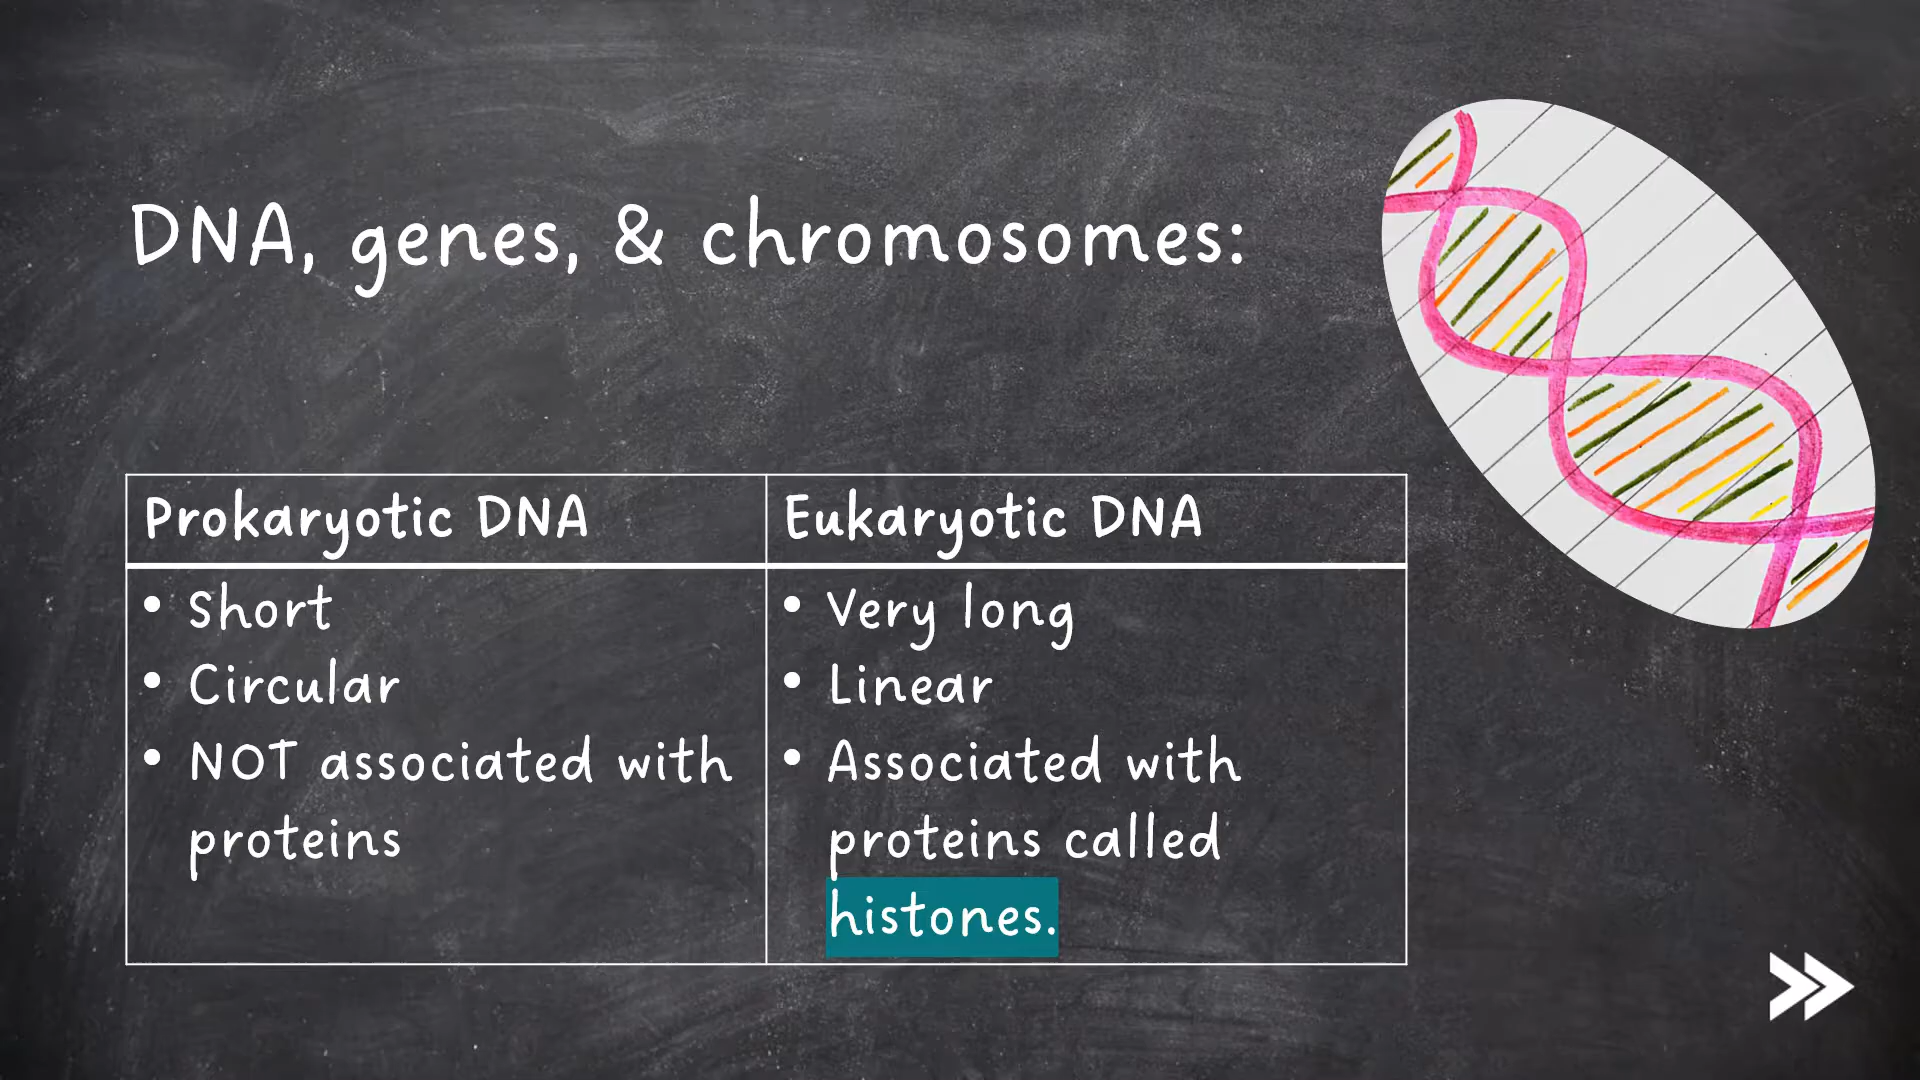 DNA, genes, & chromosomes:
Prokaryotic DNA
• Short
• Circular
• NOT associated with
proteins
Eukaryotic DNA
• Very long
• Linear
• Associated with
proteins called
histones.